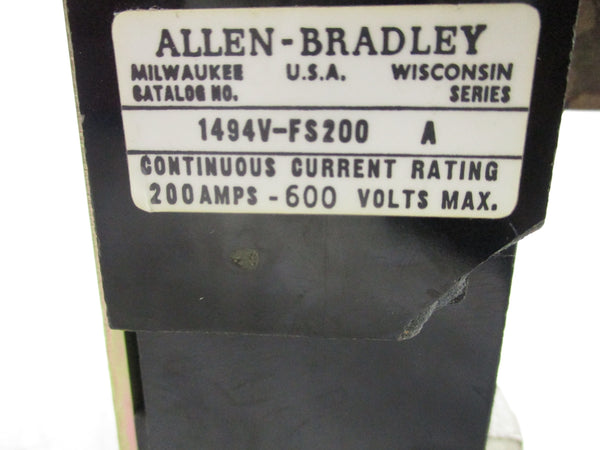 ALLEN-BRADLEY
MILWAUKEE U.S.A. WISCONSIN
CATALOG NO. SERIES
1494V-FS200 A
CONTINUOUS CURRENT RATING
200AMPS - 600 VOLTS MAX.